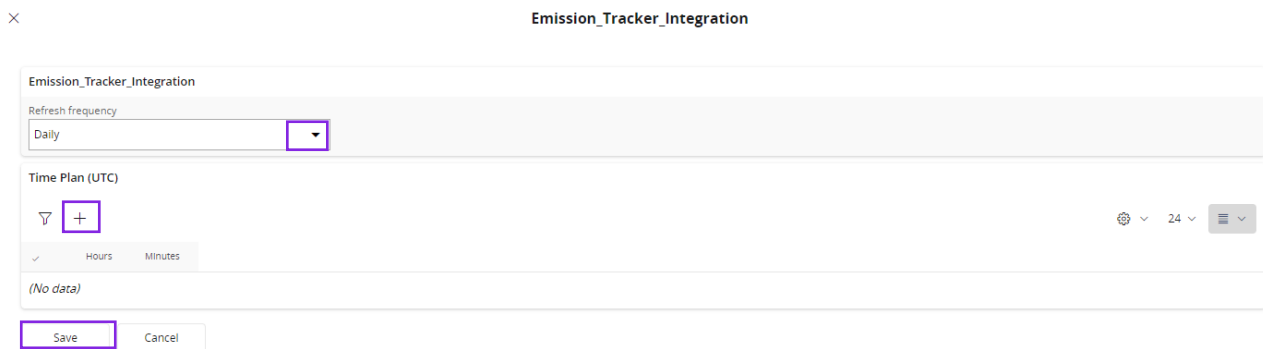 Emission_Tracker_Integration
Emission_Tracker_Integration
Refresh frequency
Daily
Time Plan (UTC)
24
Hours Minutes
(No data)
Save Cancel